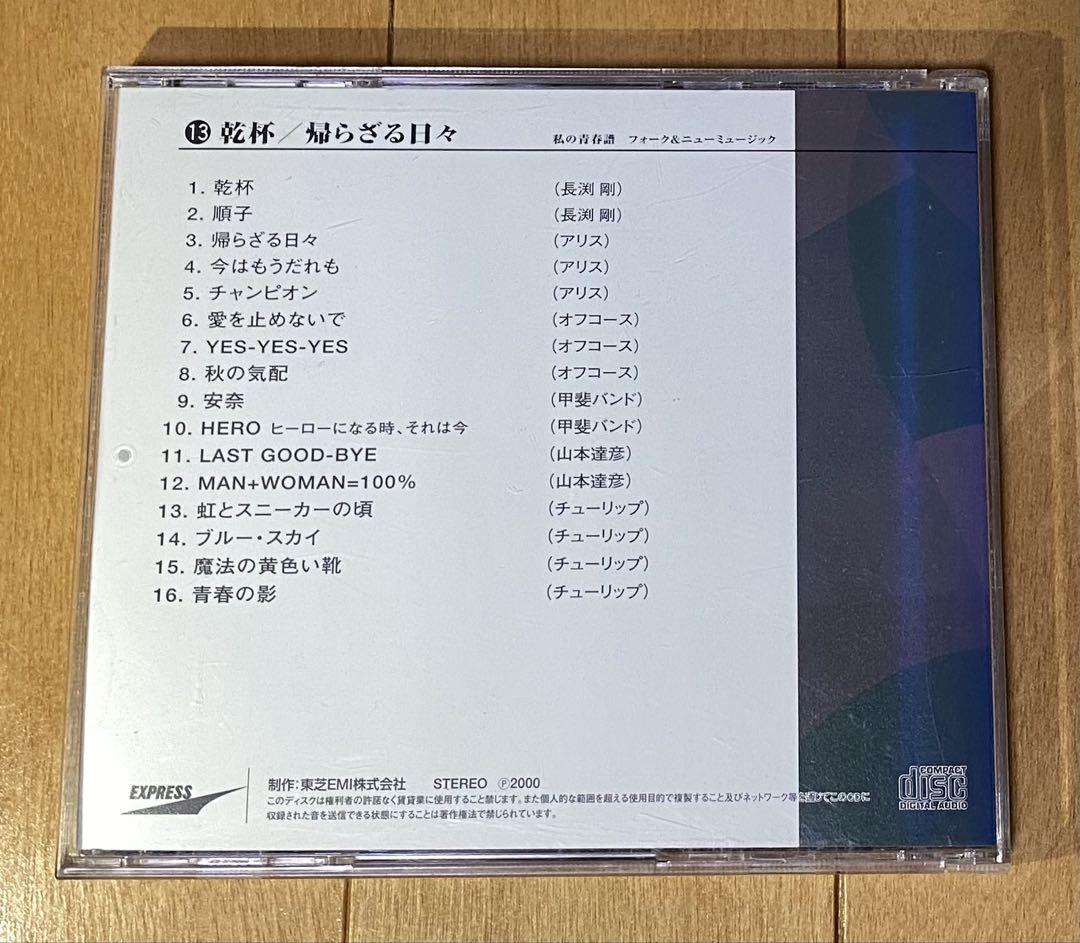 ⓭ 乾杯／帰らざる日々 私の青春譜 フォーク&ニューミュージック
1. 乾杯 (長渕 剛)
2. 順子 (長渕 剛)
3. 帰らざる日々 (アリス)
4. 今はもうだれも (アリス)
5. チャンピオン (アリス)
6. 愛を止めないで (オフコース)
7. YES-YES-YES (オフコース)
8. 秋の気配 (オフコース)
9. 安奈 (甲斐バンド)
10. HERO ヒーローになる時、それは今 (甲斐バンド)
11. LAST GOOD-BYE (山本達彦)
12. MAN+WOMAN=100% (山本達彦)
13. 虹とスニーカーの頃 (チューリップ)
14. ブルー・スカイ (チューリップ)
15. 魔法の黄色い靴 (チューリップ)
16. 青春の影 (チューリップ)
EXPRESS
制作:東芝EMI株式会社 STEREO Ⓟ2000
このディスクは権利者の許諾なく賃貸業に使用すること禁じます。また個人的な範囲を超える使用目的で複製すること及びネットワーク等を通じてこのCDに
収録された音を送信できる状態にすることは著作権法で禁じられています。
COMPACT
disc
DIGITAL AUDIO